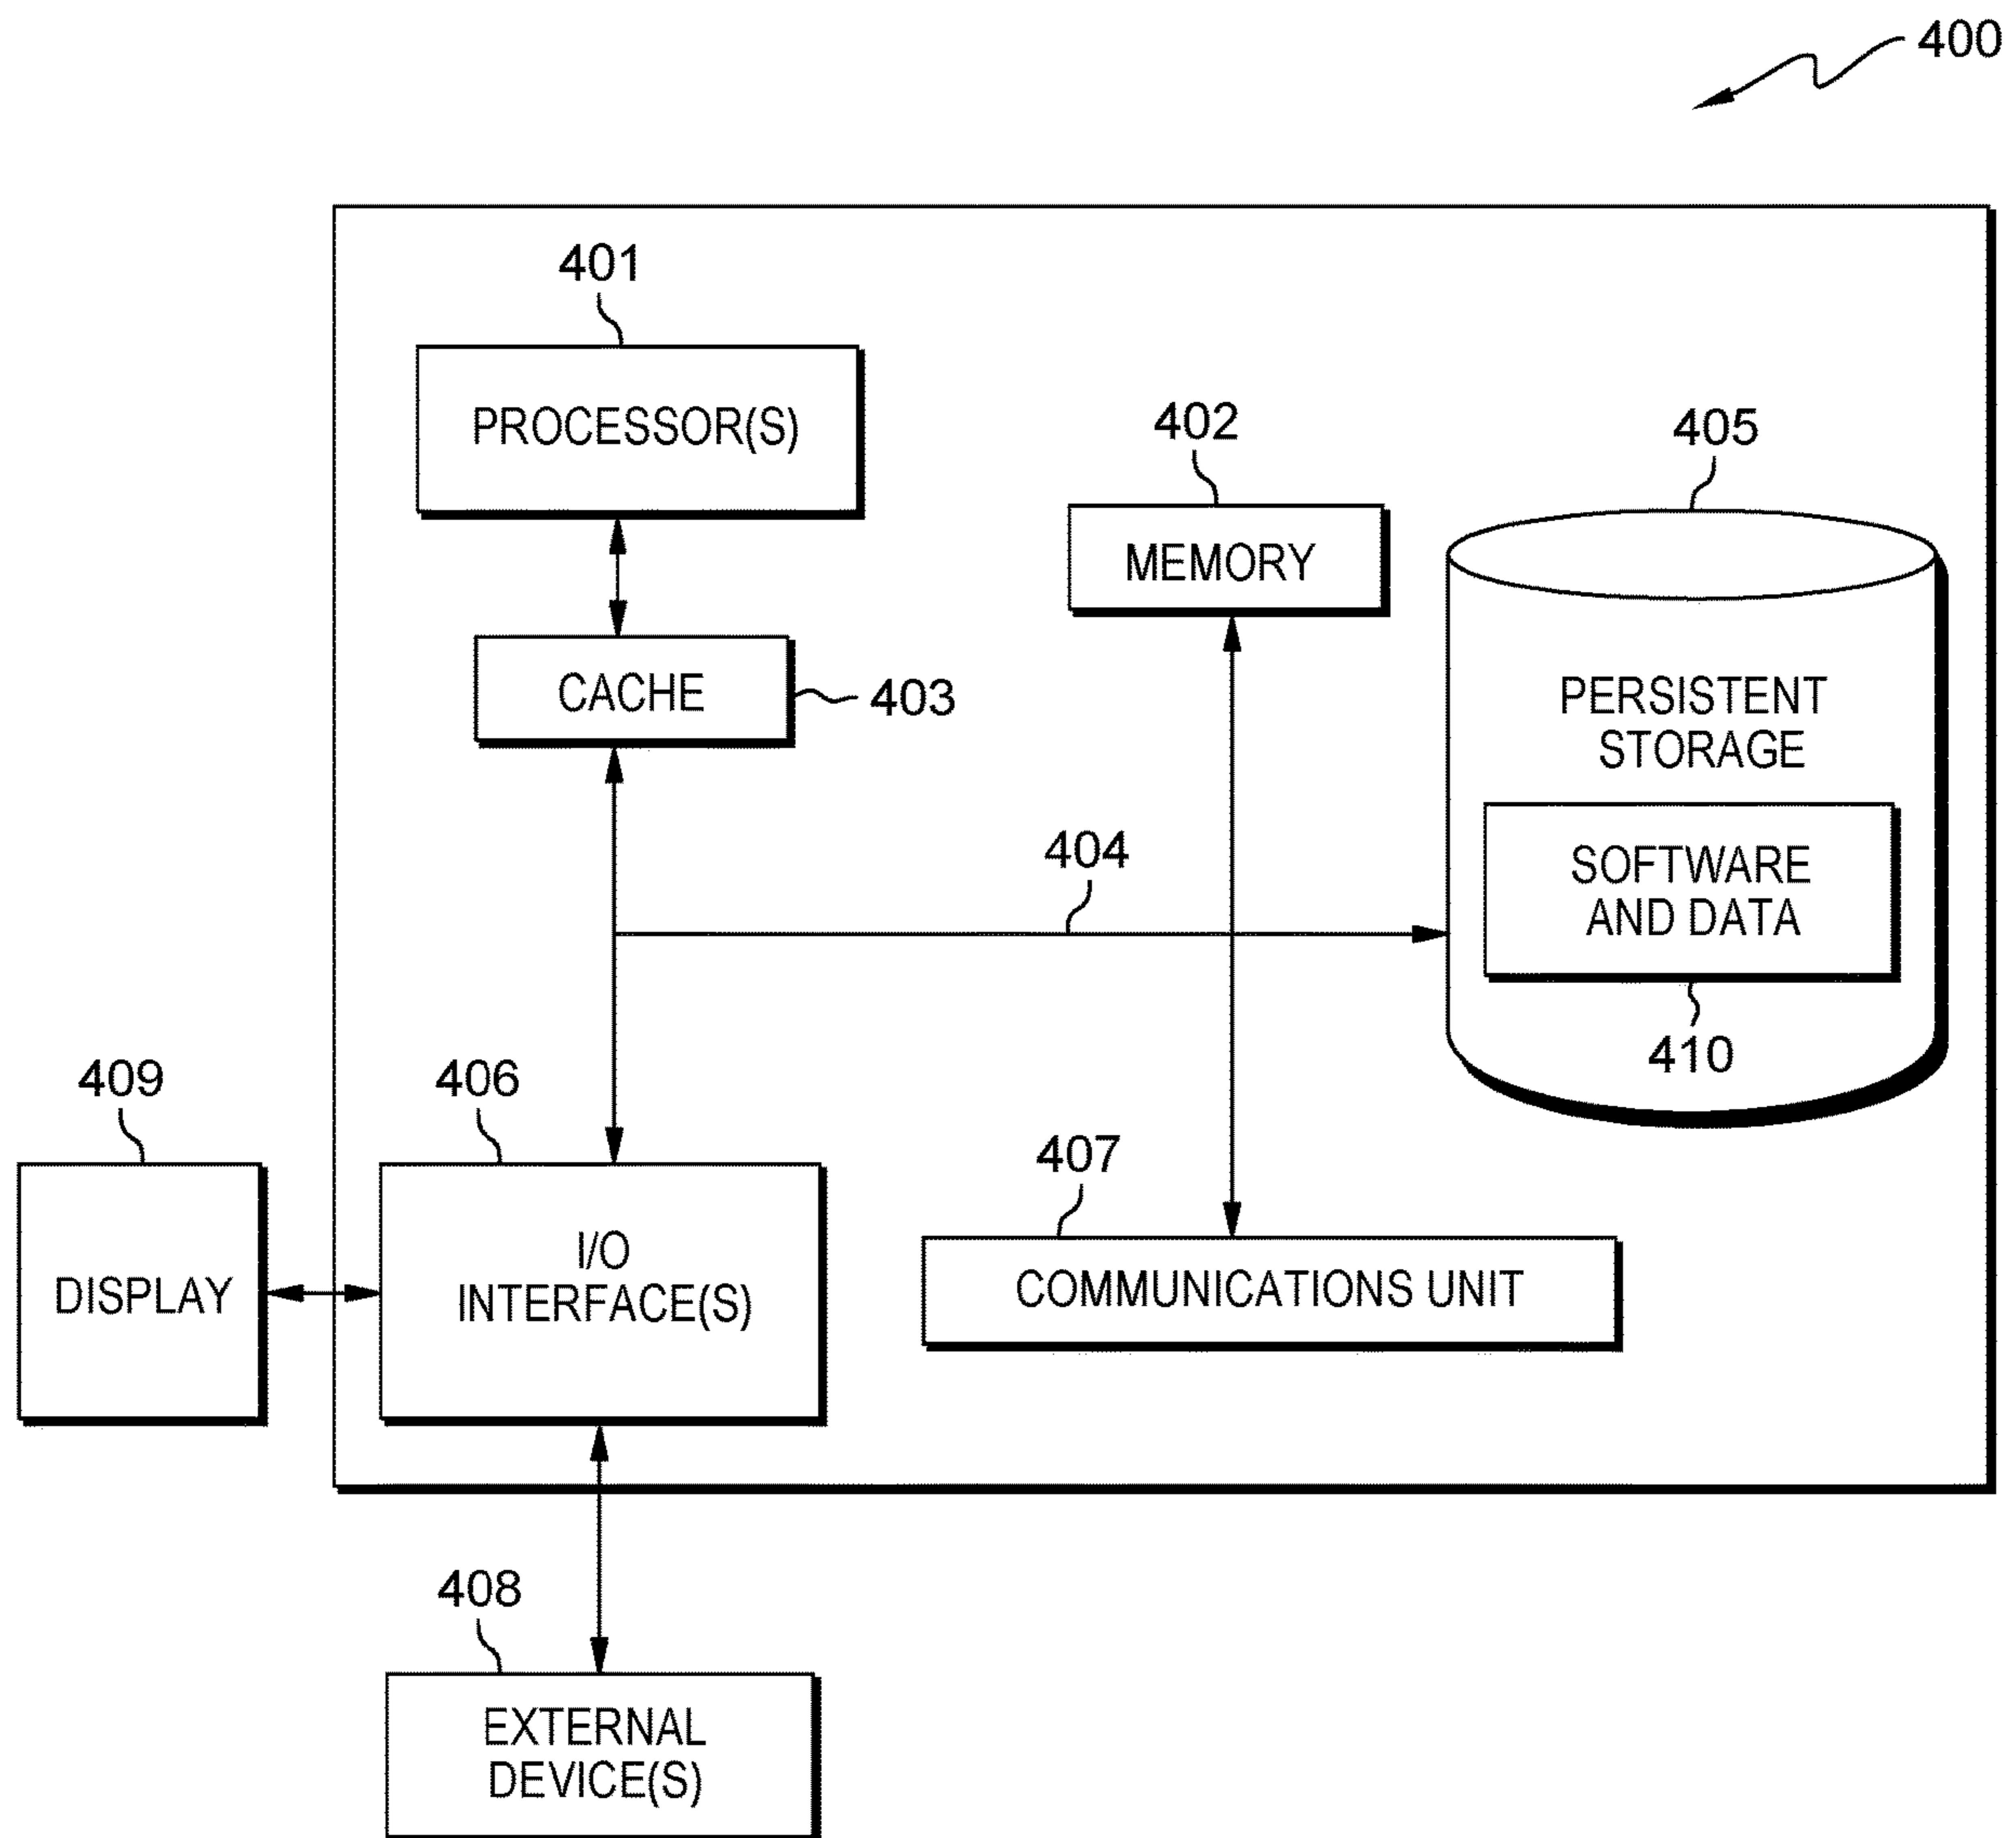 400
401
PROCESSOR(S)
402
MEMORY
405
CACHE
403
PERSISTENT
STORAGE
404
SOFTWARE
AND DATA
410
409
406
407
DISPLAY
I/O
INTERFACE(S)
COMMUNICATIONS UNIT
408
EXTERNAL
DEVICE(S)